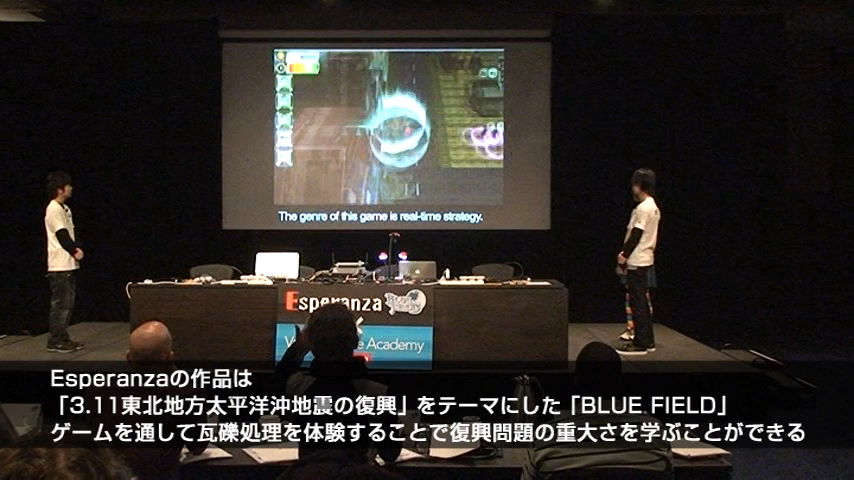 The genre of this game is real-time strategy.
Esperanza
Academy
Esperanzaの作品は
「3.11東北地方太平洋沖地震の復興」をテーマにした「BLUE FIELD」
ゲームを通して瓦礫処理を体験することで復興問題の重大さを学ぶことができる